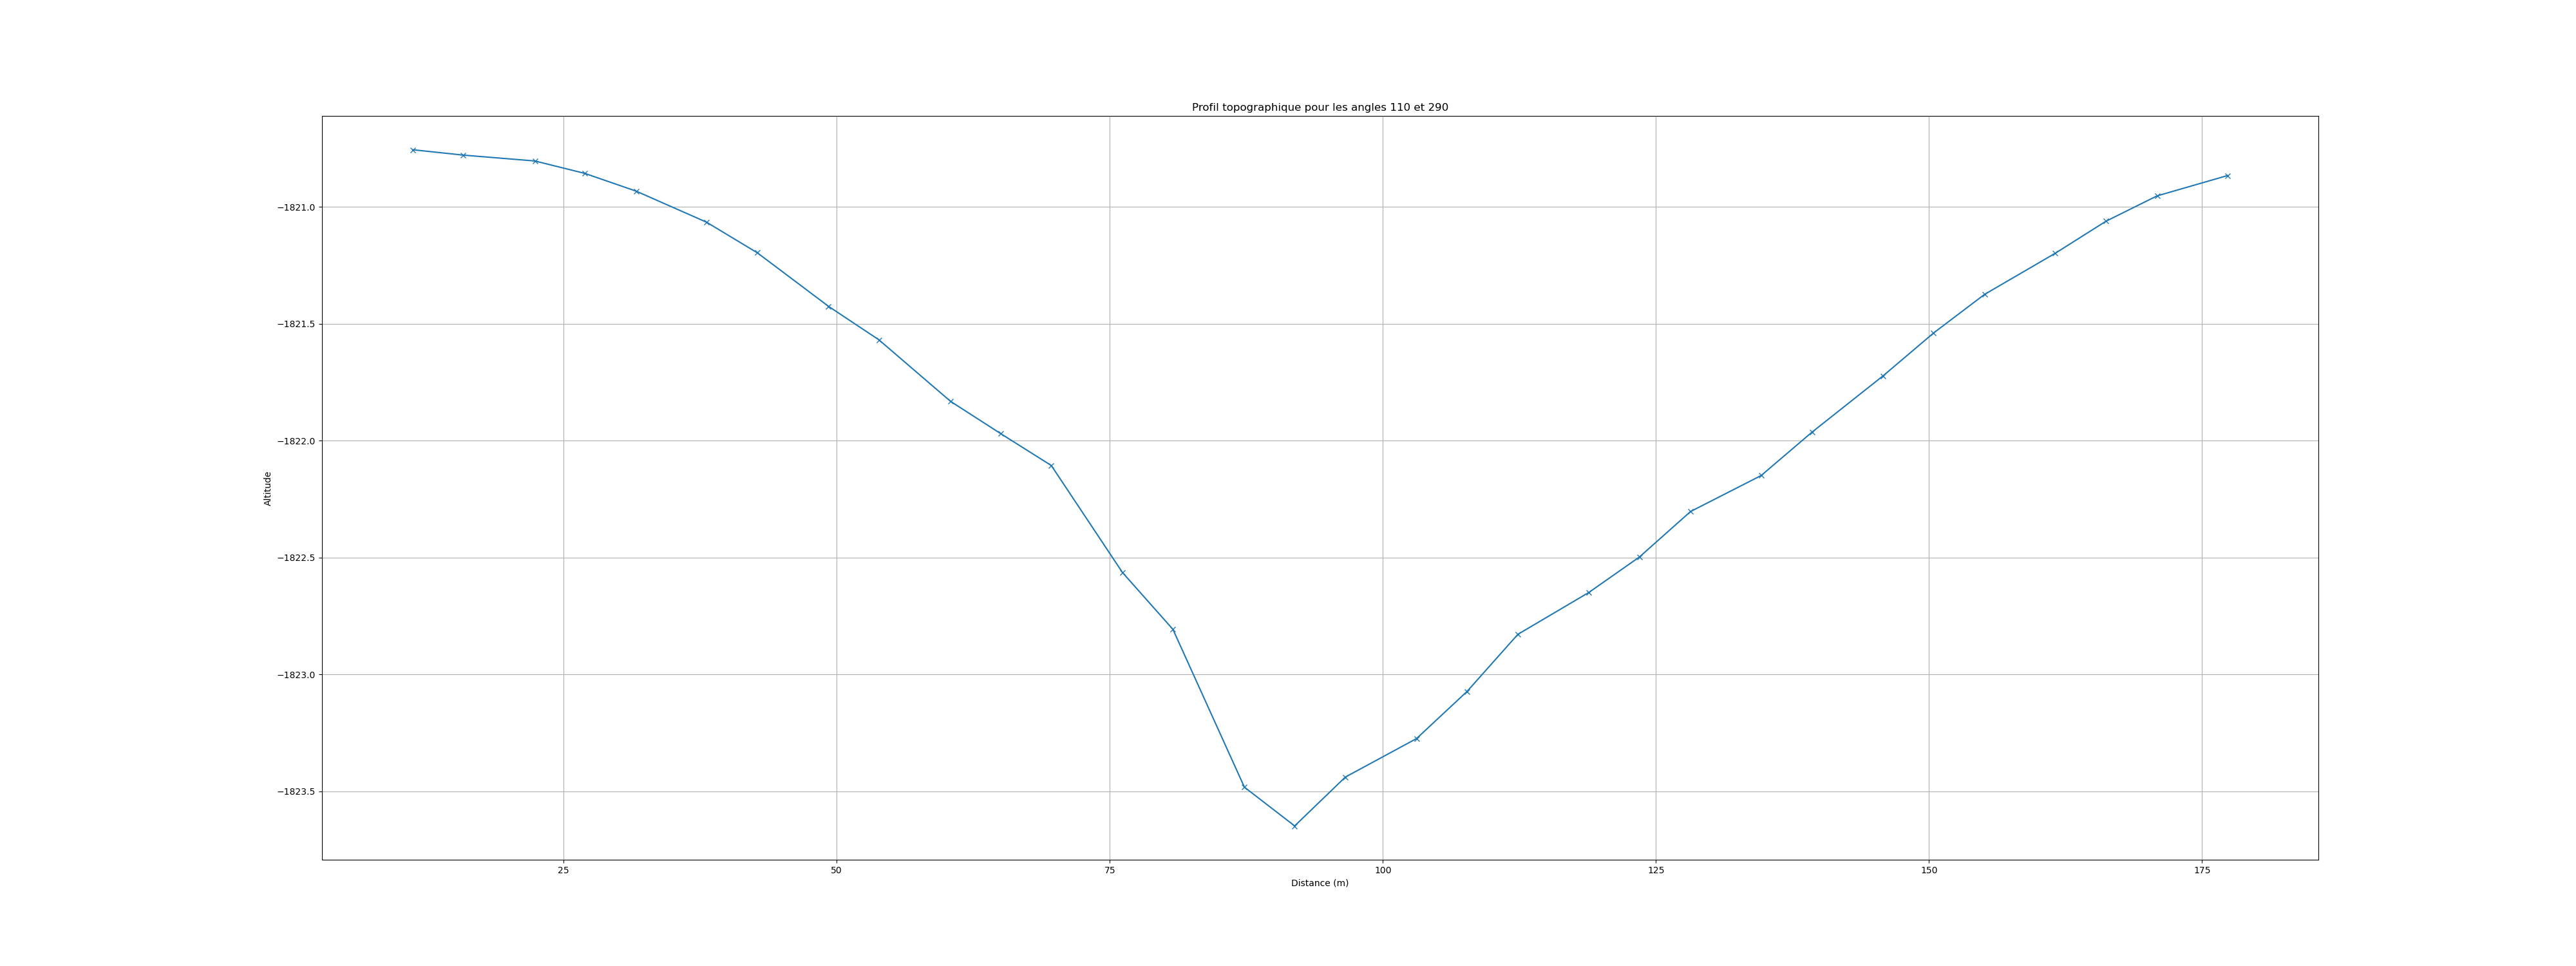 Profil topographique pour les angles 110 et 290
−1821.0
−1821.5
−1822.0
−1822.5
−1823.0
−1823.5
Altitude
25 50 75 100 125 150 175
Distance (m)